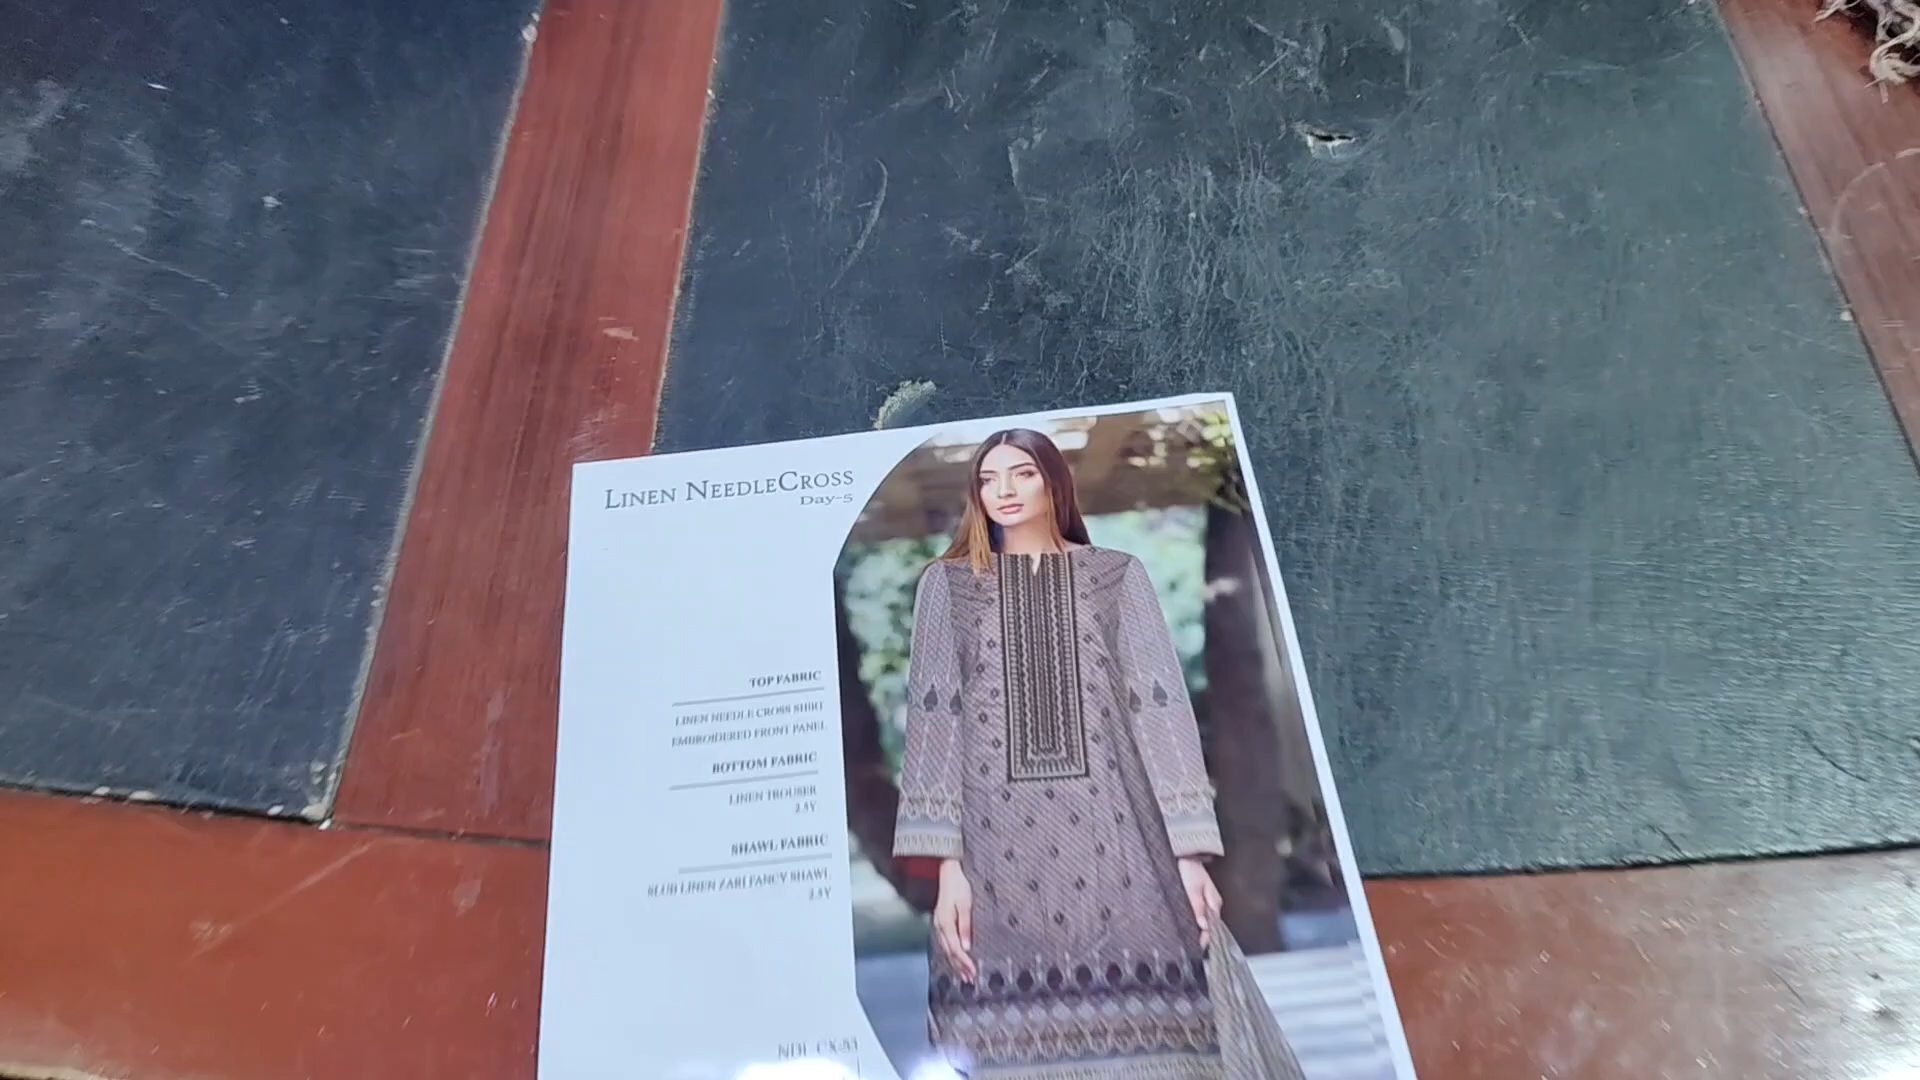 LINEN NEEDLECROSS
Day-5
TOP FABRIC
LINEN NEEDLE CROSS SHIRT
EMBROIDERED FRONT PANEL
BOTTOM FABRIC
LINEN TROUSER
2.5Y
SHAWL FABRIC
SLUB LINEN ZARI FANCY SHAWL
2.5Y